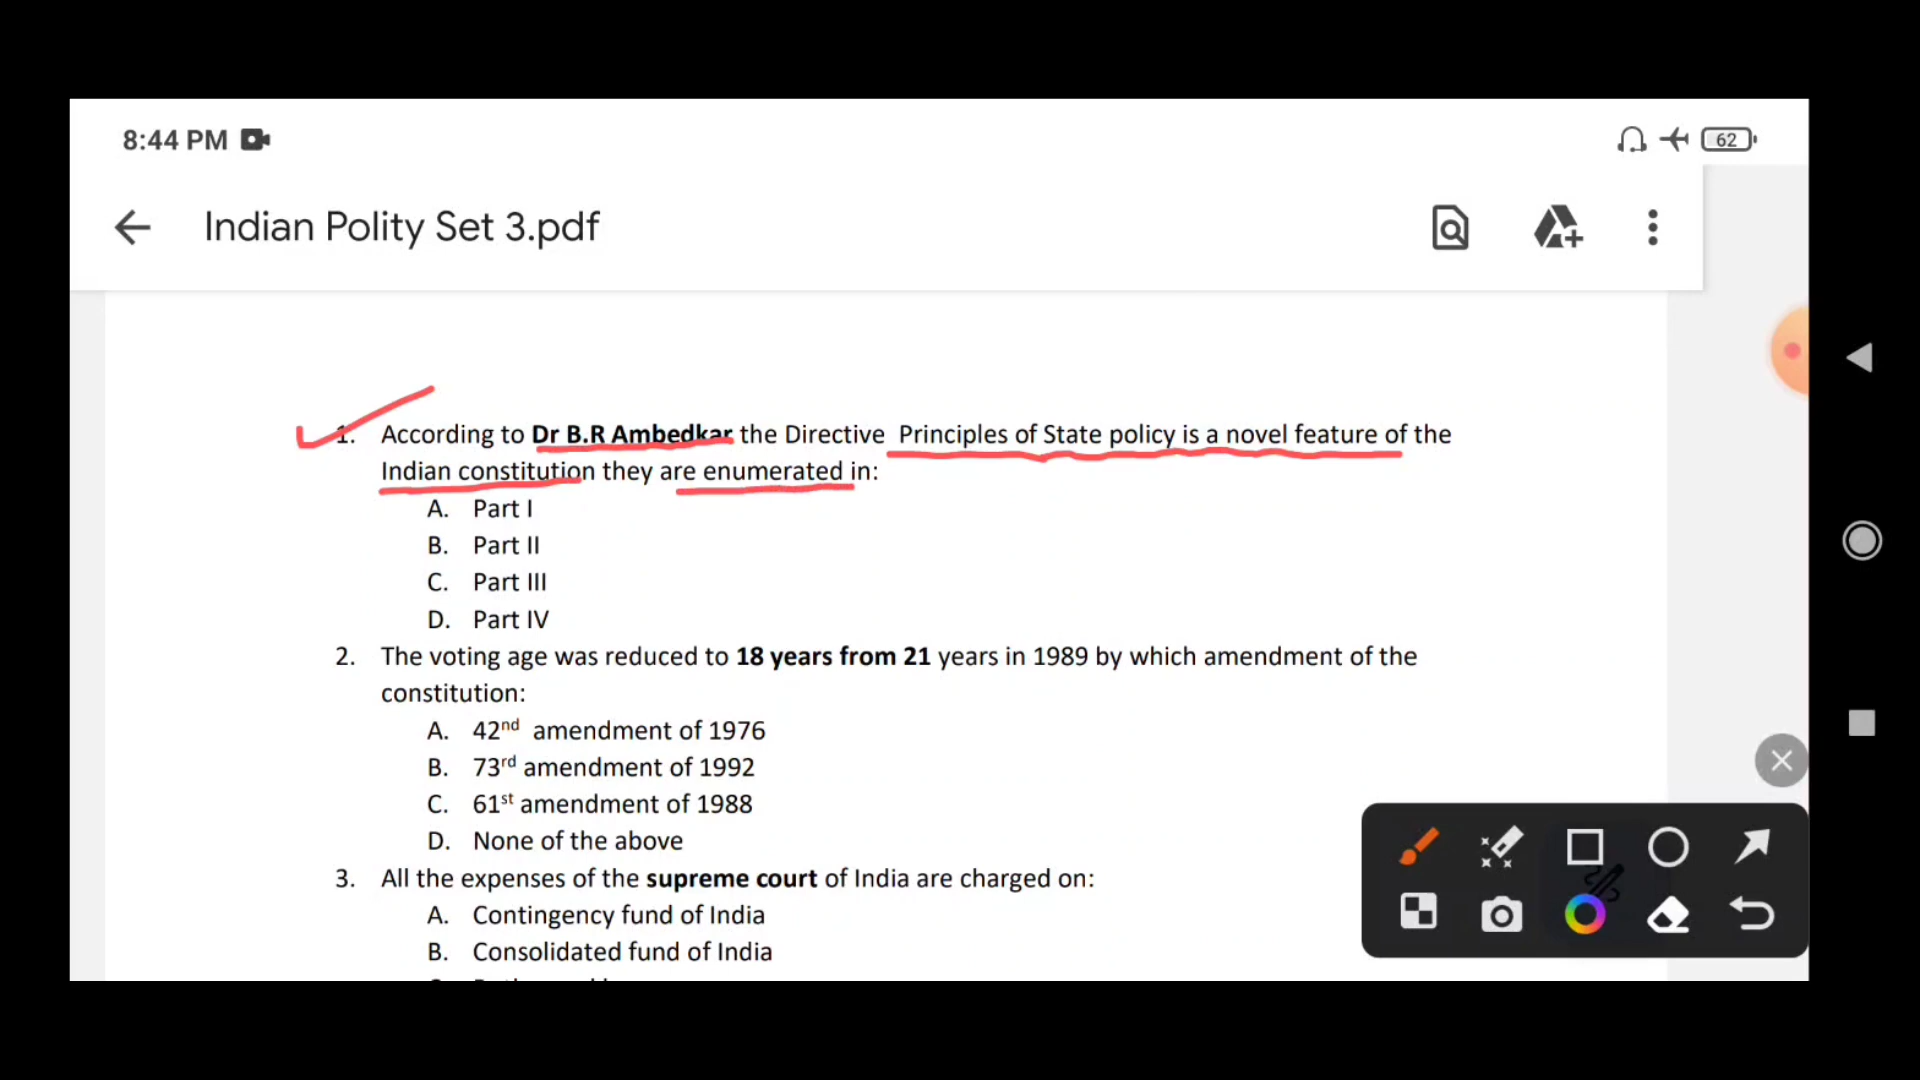 8:44 PM
62
Indian Polity Set 3.pdf
1. According to Dr B.R Ambedkar the Directive Principles of State policy is a novel feature of the
Indian constitution they are enumerated in:
A. Part I
B. Part II
C. Part III
D. Part IV
2. The voting age was reduced to 18 years from 21 years in 1989 by which amendment of the
constitution:
A. 42nd amendment of 1976
B. 73rd amendment of 1992
C. 61st amendment of 1988
D. None of the above
3. All the expenses of the supreme court of India are charged on:
A. Contingency fund of India
B. Consolidated fund of India